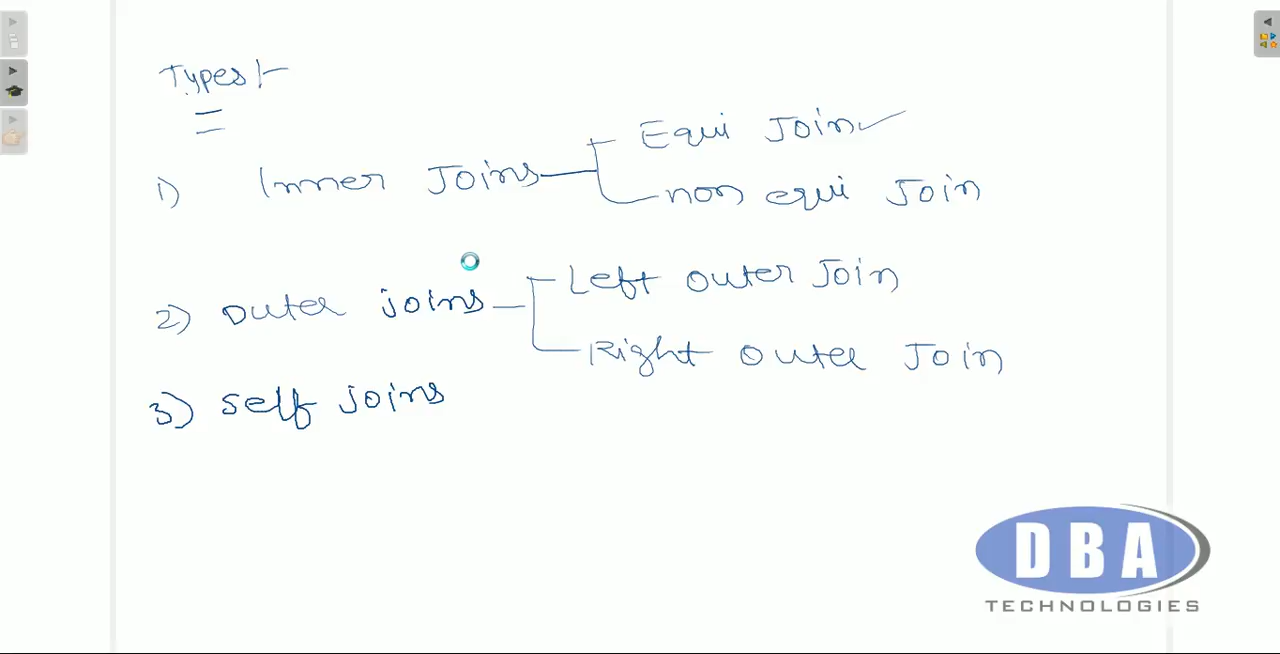 Types:-
Equi Join
1) Inner Joins
non equi Join
Left Outer Join
2) Outer joins
Right Outer Join
3) Self joins
DBA
TECHNOLOGIES